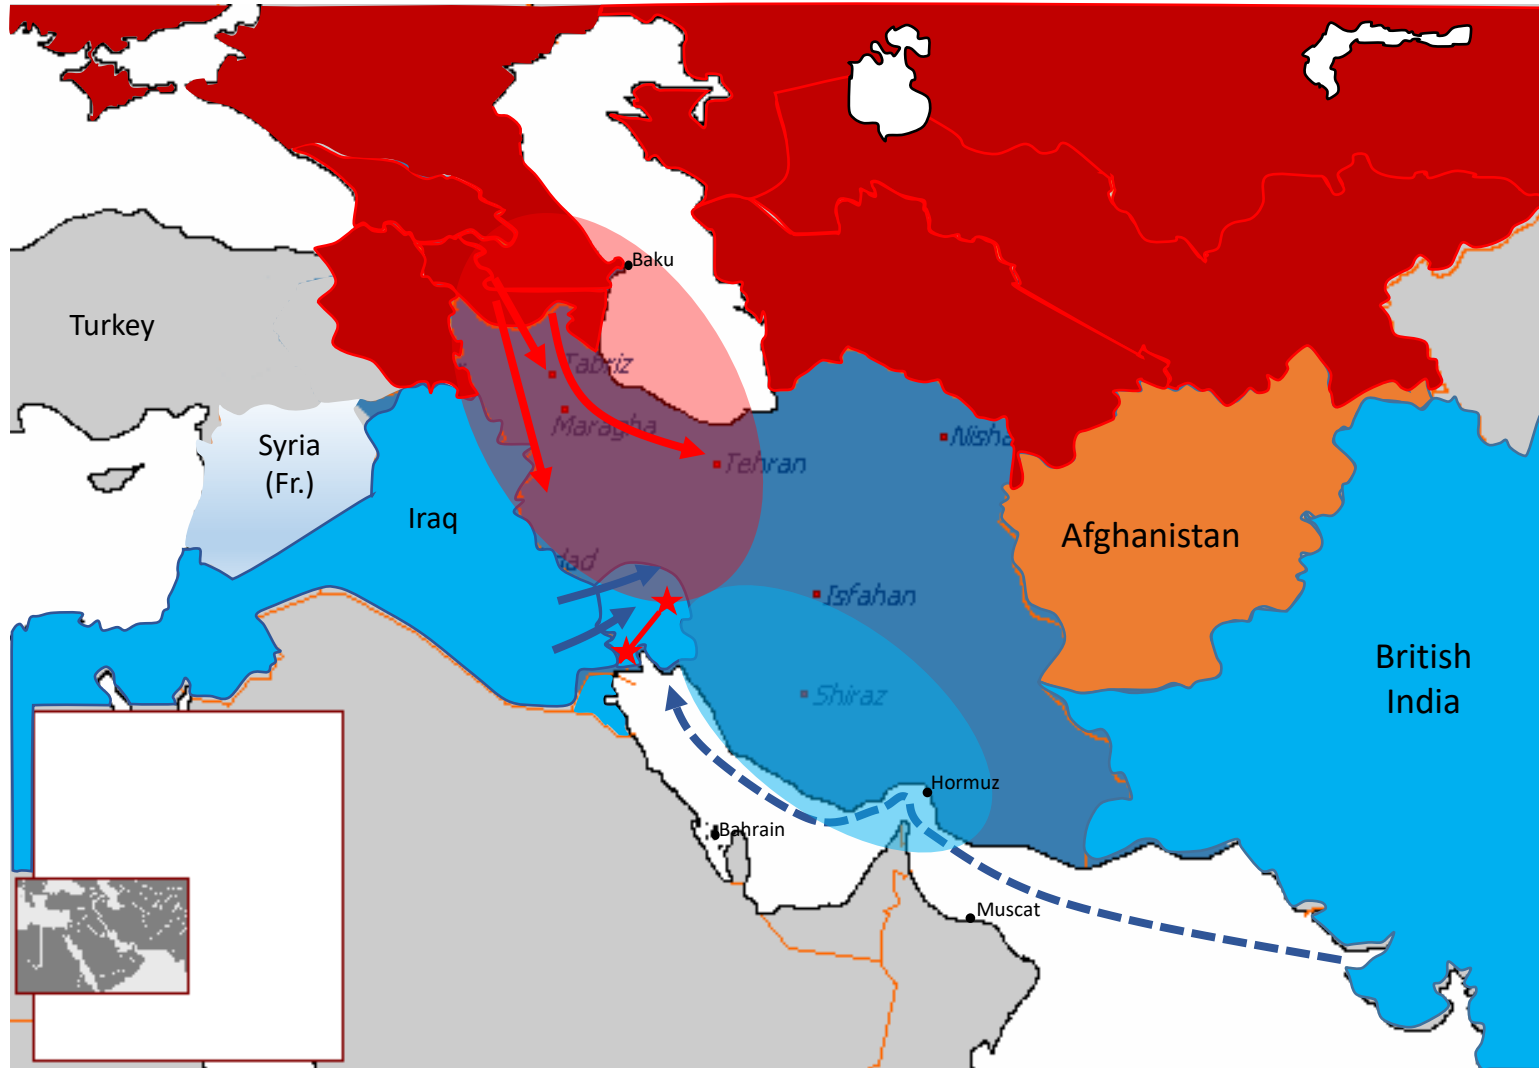 Baku
Turkey
Tabriz
Maragha
Syria
(Fr.)
Tehran
Iraq
Afghanistan
Isfahan
British
India
Shiraz
Hormuz
Bahrain
Muscat